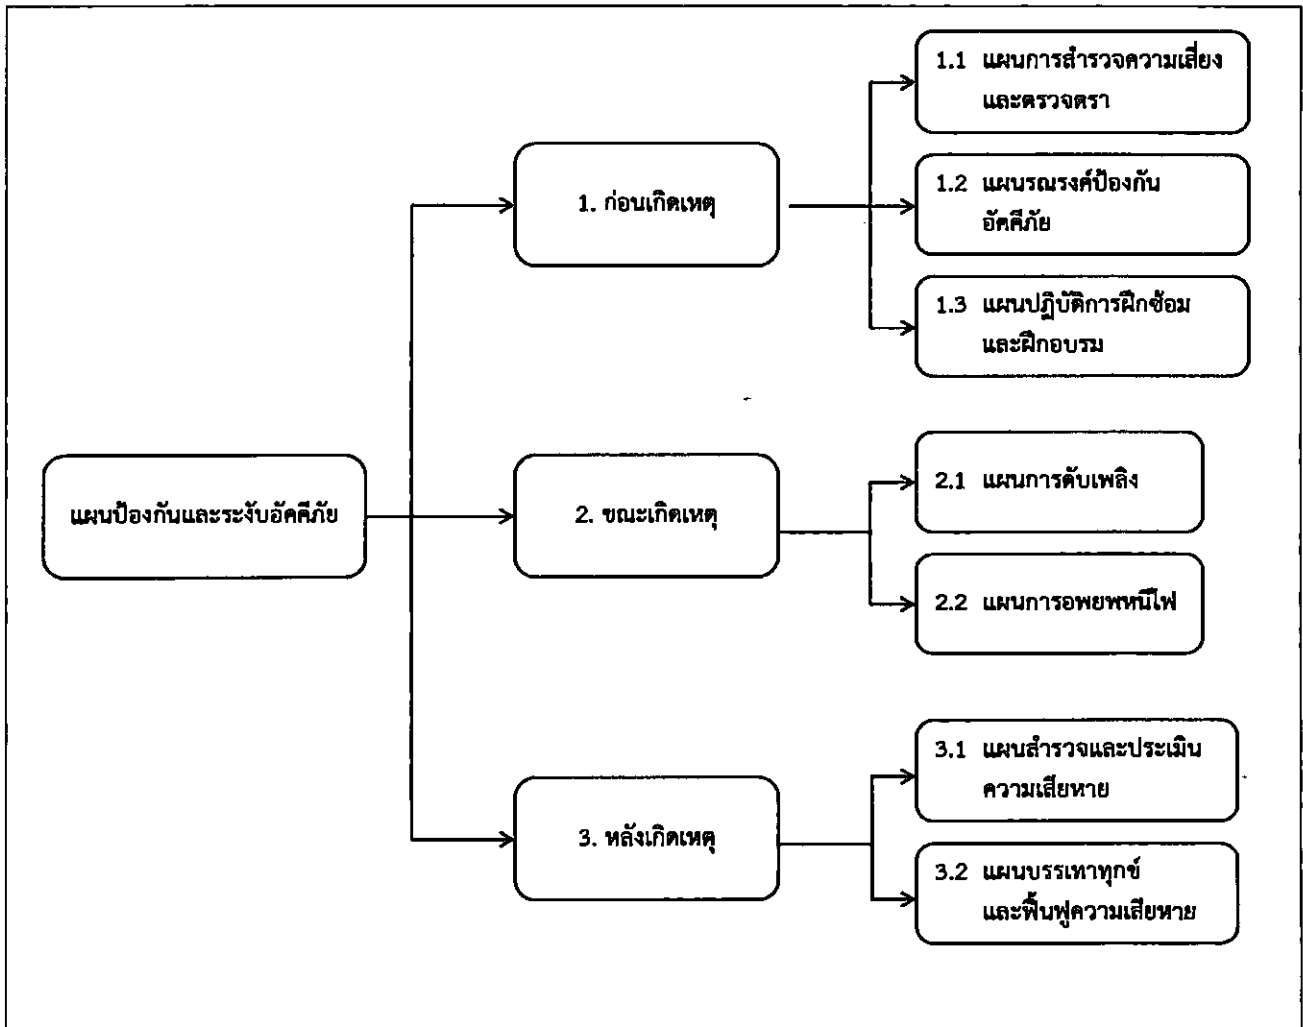 1.1 แผนการสำรวจความเสี่ยง
และตรวจตรา
1. ก่อนเกิดเหตุ
1.2 แผนรณรงค์ป้องกัน
อัคคีภัย
1.3 แผนปฏิบัติการฝึกซ้อม
และฝึกอบรม
แผนป้องกันและระงับอัคคีภัย
2. ขณะเกิดเหตุ
2.1 แผนการดับเพลิง
2.2 แผนการอพยพหนีไฟ
3. หลังเกิดเหตุ
3.1 แผนสำรวจและประเมิน
ความเสียหาย
3.2 แผนบรรเทาทุกข์
และฟื้นฟูความเสียหาย